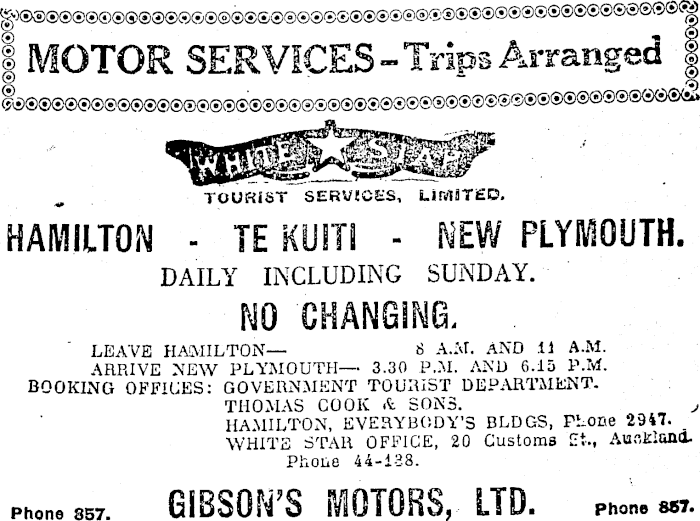 MOTOR SERVICES - Trips Arranged
WHITE STAR
TOURIST SERVICES, LIMITED.
HAMILTON - TE KUITI - NEW PLYMOUTH.
DAILY INCLUDING SUNDAY.
NO CHANGING.
LEAVE HAMILTON— 8 A.M. AND 11 A.M.
ARRIVE NEW PLYMOUTH— 3.30 P.M. AND 6.15 P.M.
BOOKING OFFICES: GOVERNMENT TOURIST DEPARTMENT.
THOMAS COOK & SONS.
HAMILTON, EVERYBODY'S BLDGS, Phone 2947.
WHITE STAR OFFICE, 20 Customs St., Auckland.
Phone 44-138.
Phone 857. GIBSON'S MOTORS, LTD. Phone 857.